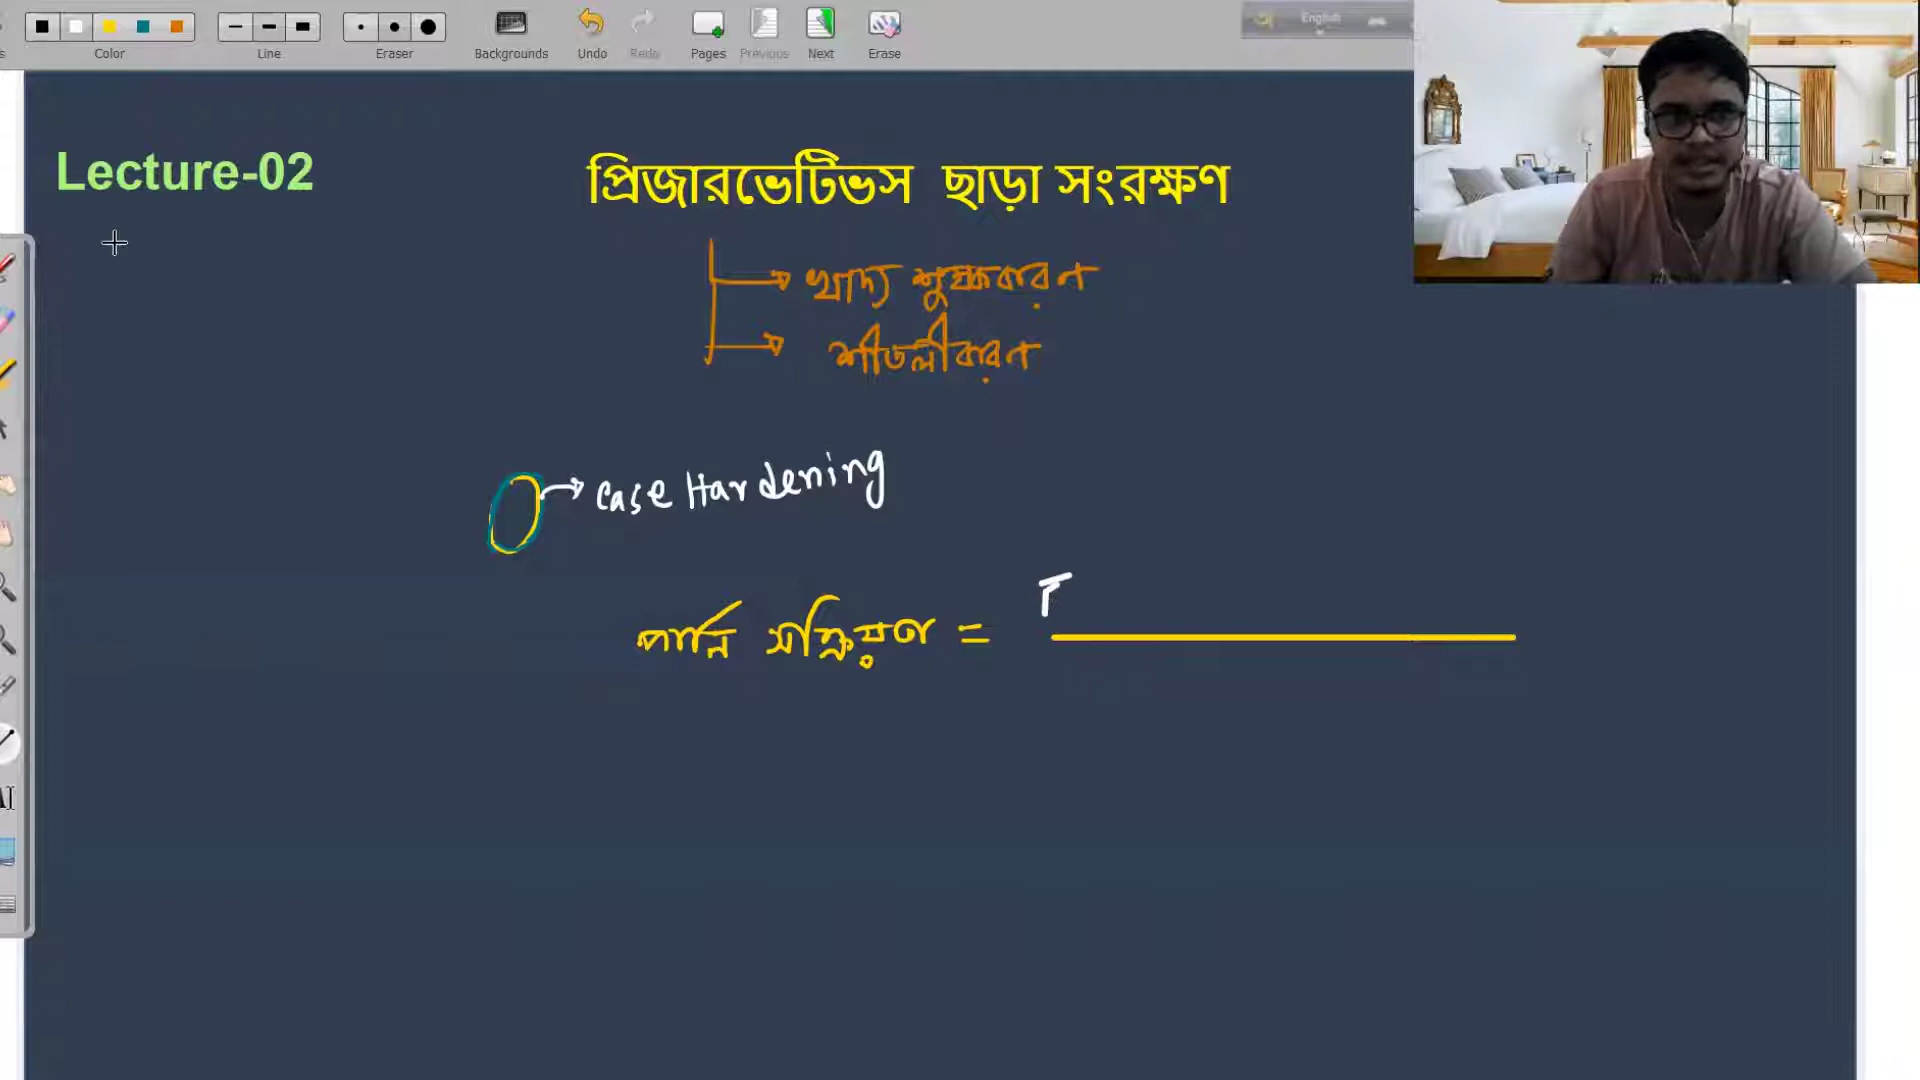 Color
Line
Eraser
Backgrounds
Undo
Redo
Pages
Previous
Next
Erase
English
Lecture-02
প্রিজারভেটিভস ছাড়া সংরক্ষণ
খাদ্য শুষ্ককরণ
শীতলীকরণ
Case Hardening
পানি সক্রিয়তা =